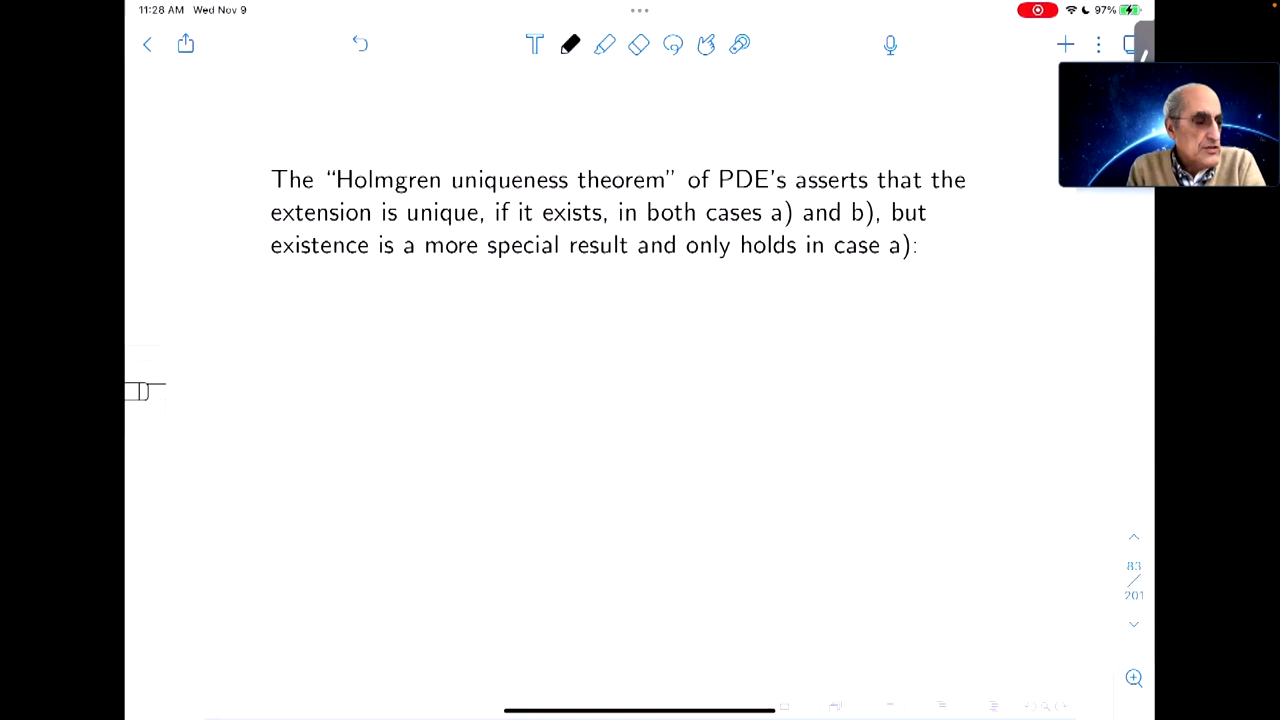 11:28 AM Wed Nov 9
97%
The “Holmgren uniqueness theorem” of PDE’s asserts that the
extension is unique, if it exists, in both cases a) and b), but
existence is a more special result and only holds in case a):
83
/
201